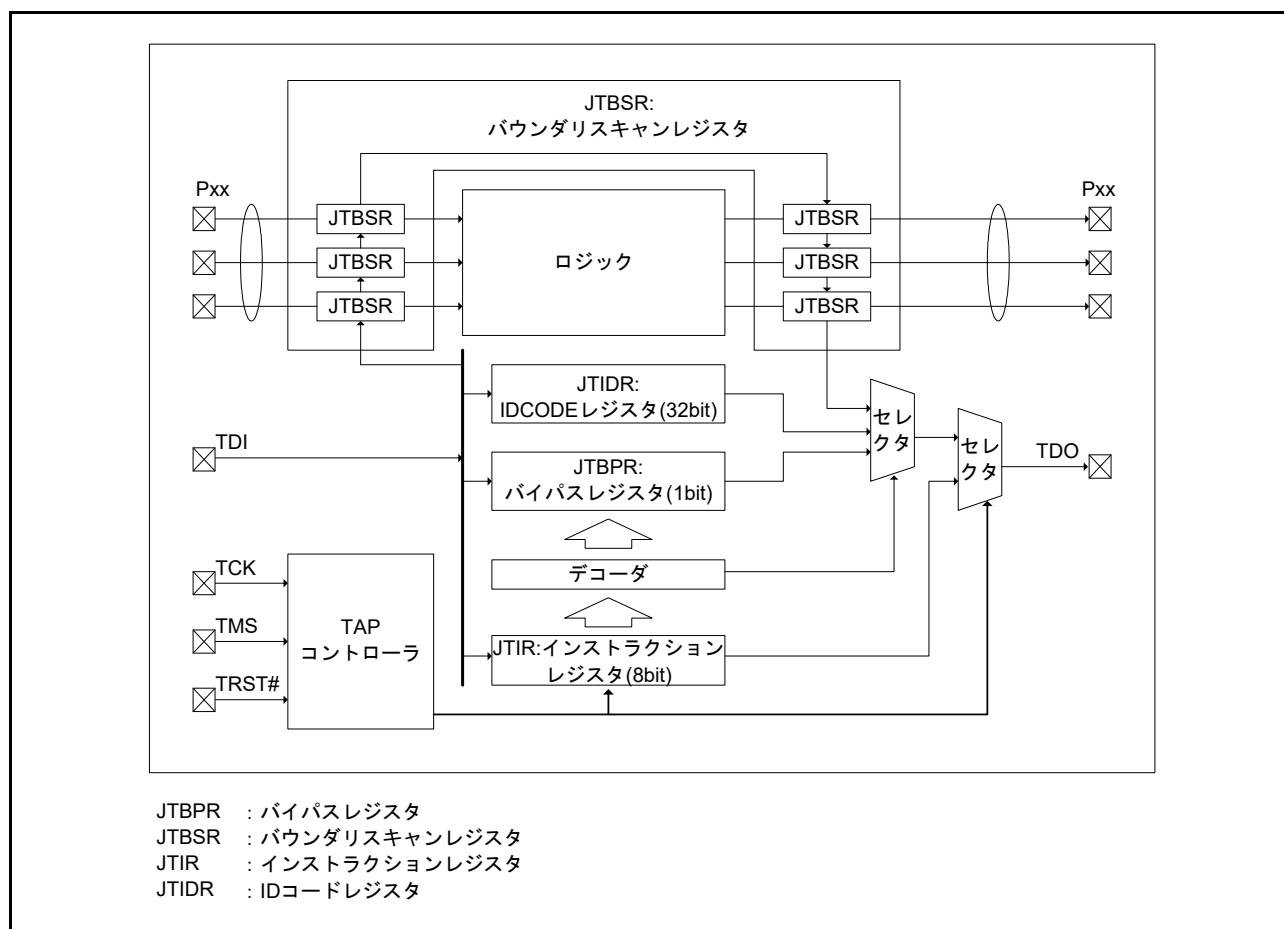 JTBSR:
バウンダリスキャンレジスタ
Pxx
Pxx
JTBSR
JTBSR
JTBSR
ロジック
JTBSR
JTBSR
JTBSR
JTIDR:
IDCODEレジスタ(32bit)
TDI
JTBPR:
バイパスレジスタ(1bit)
セレ
クタ
セレ
クタ
TDO
デコーダ
TCK
TMS
TRST#
TAP
コントローラ
JTIR:インストラクション
レジスタ(8bit)
JTBPR : バイパスレジスタ
JTBSR : バウンダリスキャンレジスタ
JTIR : インストラクションレジスタ
JTIDR : IDコードレジスタ